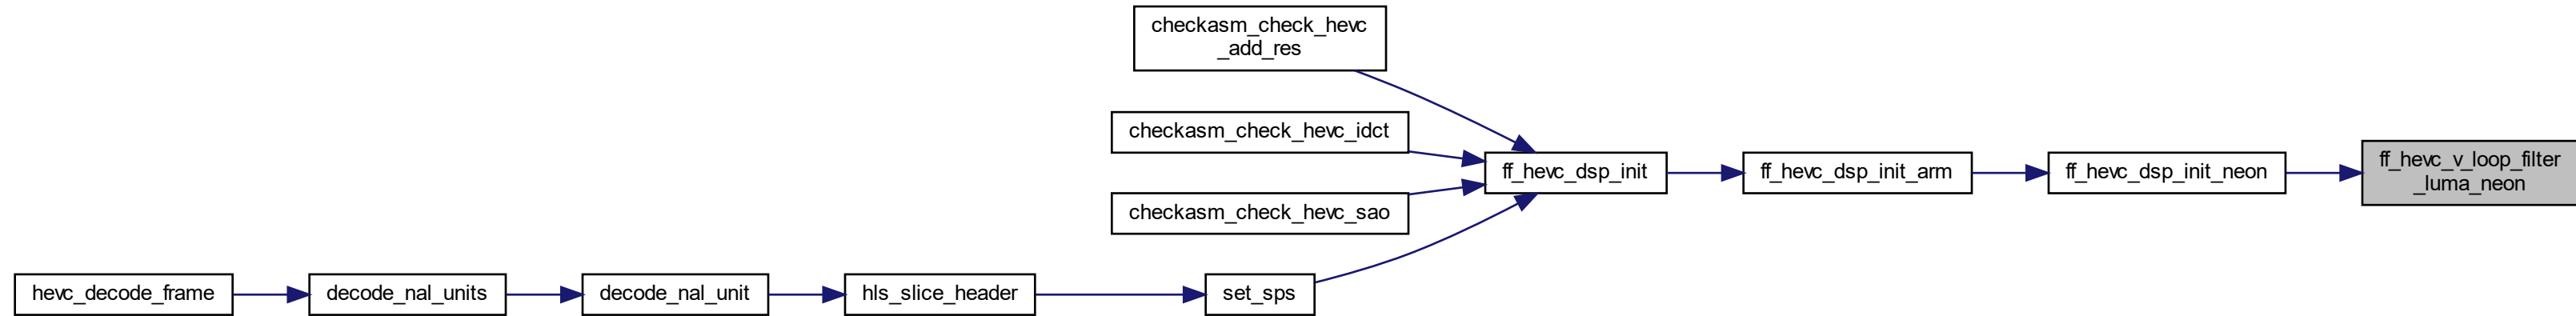 checkasm_check_hevc
_add_res
checkasm_check_hevc_idct
checkasm_check_hevc_sao
ff_hevc_dsp_init
ff_hevc_dsp_init_arm
ff_hevc_dsp_init_neon
ff_hevc_v_loop_filter
_luma_neon
hevc_decode_frame
decode_nal_units
decode_nal_unit
hls_slice_header
set_sps